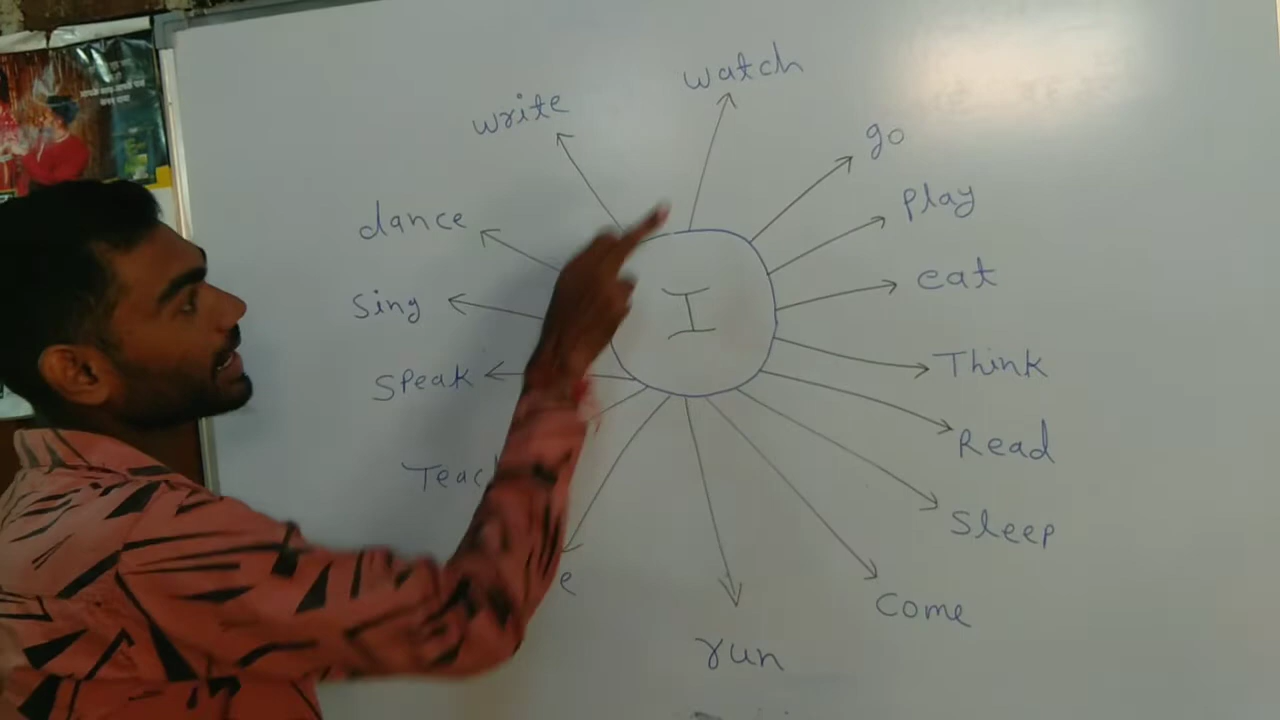 watch
write
go
play
dance
eat
Sing
I
Think
Speak
Read
Sleep
Come
run